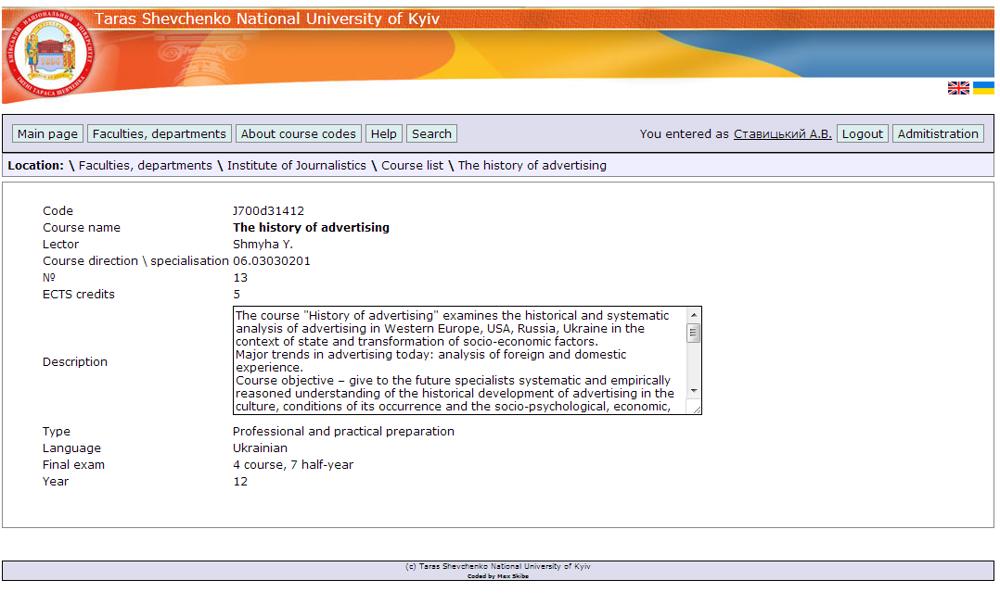 Taras Shevchenko National University of Kyiv
КИЇВСЬКИЙ НАЦІОНАЛЬНИЙ УНІВЕРСИТЕТ
ІМЕНІ ТАРАСА ШЕВЧЕНКА
Main page Faculties, departments About course codes Help Search You entered as Ставицький А.В. Logout Admitistration
Location: \ Faculties, departments \ Institute of Journalistics \ Course list \ The history of advertising
Code J700d31412
Course name The history of advertising
Lector Shmyha Y.
Course direction \ specialisation 06.03030201
№ 13
ECTS credits 5
Description
The course "History of advertising" examines the historical and systematic
analysis of advertising in Western Europe, USA, Russia, Ukraine in the
context of state and transformation of socio-economic factors.
Major trends in advertising today: analysis of foreign and domestic
experience.
Course objective – give to the future specialists systematic and empirically
reasoned understanding of the historical development of advertising in the
culture, conditions of its occurrence and the socio-psychological, economic,
Type Professional and practical preparation
Language Ukrainian
Final exam 4 course, 7 half-year
Year 12
(c) Taras Shevchenko National University of Kyiv
Coded by Max Skibe